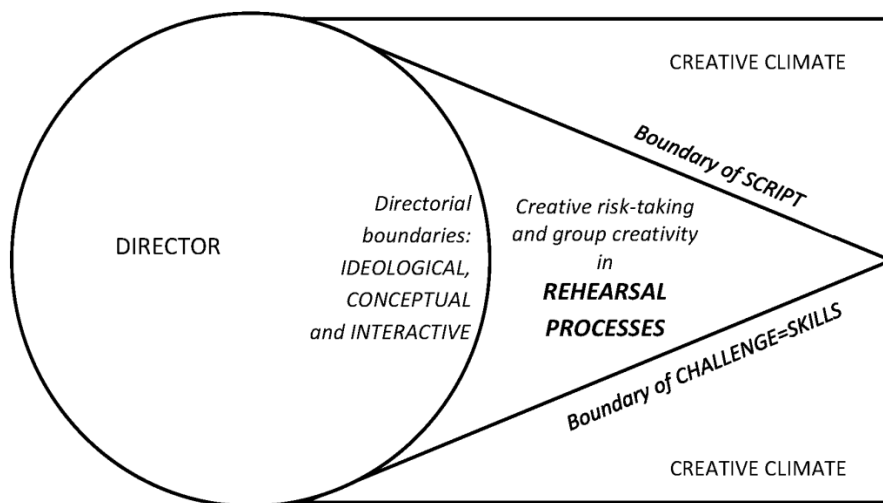 CREATIVE CLIMATE
Boundary of SCRIPT
DIRECTOR
Directorial
boundaries:
IDEOLOGICAL,
CONCEPTUAL
and INTERACTIVE
Creative risk-taking
and group creativity
in
REHEARSAL
PROCESSES
Boundary of CHALLENGE=SKILLS
CREATIVE CLIMATE